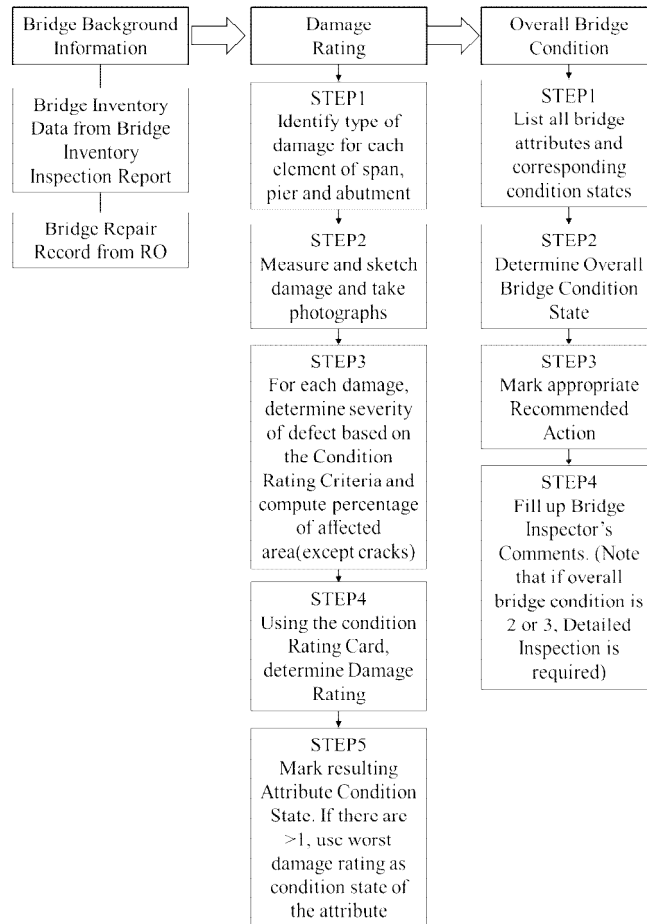 Bridge Background
Information
Bridge Inventory
Data from Bridge
Inventory
Inspection Report
Bridge Repair
Record from RO
Damage
Rating
STEP1
Identify type of
damage for each
element of span,
pier and abutment
STEP2
Measure and sketch
damage and take
photographs
STEP3
For each damage,
determine severity
of defect based on
the Condition
Rating Criteria and
compute percentage
of affected
area(except cracks)
STEP4
Using the condition
Rating Card,
determine Damage
Rating
STEP5
Mark resulting
Attribute Condition
State. If there are
>1, use worst
damage rating as
condition state of
the attribute
Overall Bridge
Condition
STEP1
List all bridge
attributes and
corresponding
condition states
STEP2
Determine Overall
Bridge Condition
State
STEP3
Mark appropriate
Recommended
Action
STEP4
Fill up Bridge
Inspector's
Comments. (Note
that if overall
bridge condition is
2 or 3, Detailed
Inspection is
required)